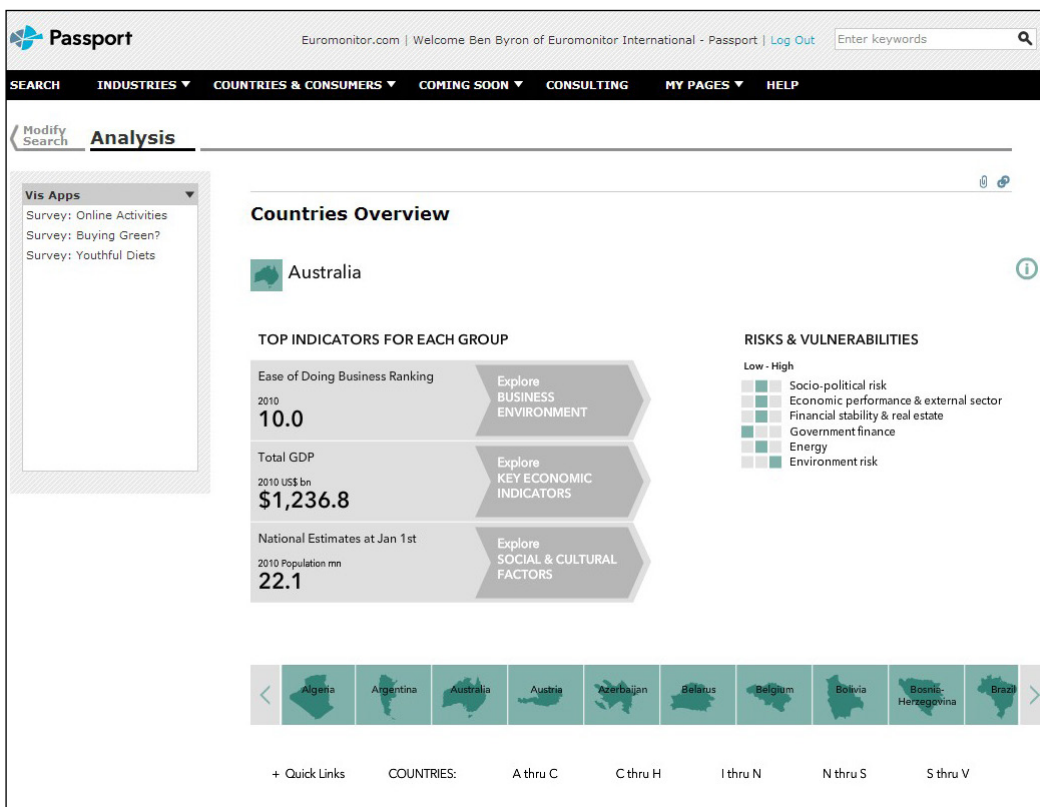 Passport
Euromonitor.com | Welcome Ben Byron of Euromonitor International - Passport | Log Out
Enter keywords
SEARCH INDUSTRIES COUNTRIES & CONSUMERS COMING SOON CONSULTING MY PAGES HELP
Modify
Search
Analysis
Vis Apps
Survey: Online Activities
Survey: Buying Green?
Survey: Youthful Diets
Countries Overview
Australia
TOP INDICATORS FOR EACH GROUP
Ease of Doing Business Ranking
2010
10.0
Explore
BUSINESS
ENVIRONMENT
Total GDP
2010 US$ bn
$1,236.8
Explore
KEY ECONOMIC
INDICATORS
National Estimates at Jan 1st
2010 Population mn
22.1
Explore
SOCIAL & CULTURAL
FACTORS
RISKS & VULNERABILITIES
Low - High
Socio-political risk
Economic performance & external sector
Financial stability & real estate
Government finance
Energy
Environment risk
Algeria Argentina Australia Austria Azerbaijan Belarus Belgium Bolivia Bosnia-
Herzegovina Brazil
+ Quick Links COUNTRIES: A thru C C thru H I thru N N thru S S thru V